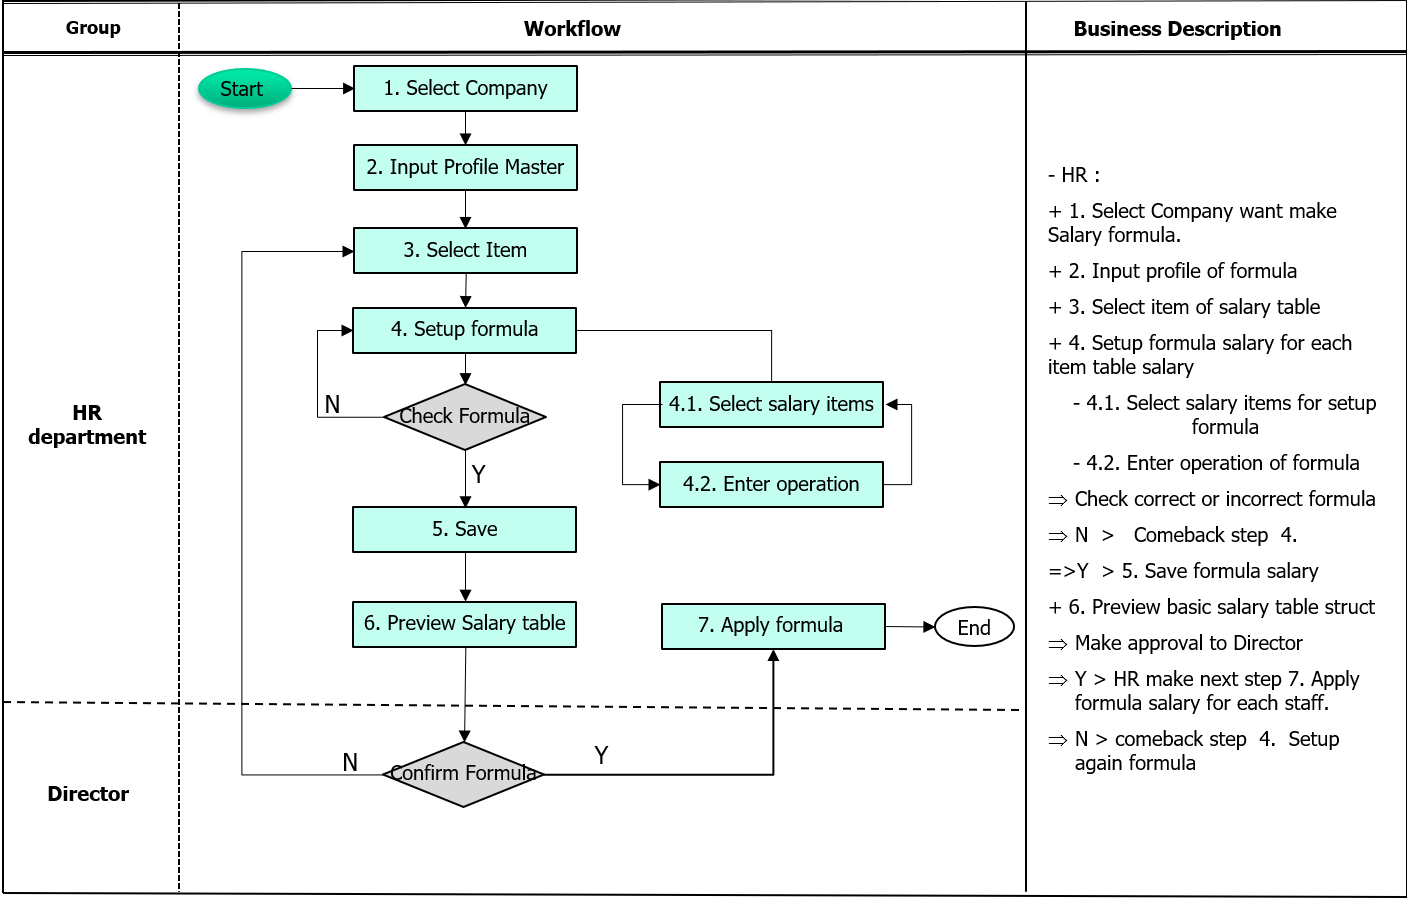 Group
Workflow
Business Description
Start
1. Select Company
2. Input Profile Master
3. Select Item
4. Setup formula
N
Check Formula
4.1. Select salary items
Y
4.2. Enter operation
5. Save
6. Preview Salary table
7. Apply formula
End
HR
department
N
Confirm Formula
Y
Director
- HR :
+ 1. Select Company want make
Salary formula.
+ 2. Input profile of formula
+ 3. Select item of salary table
+ 4. Setup formula salary for each
item table salary
- 4.1. Select salary items for setup
formula
- 4.2. Enter operation of formula
⇒ Check correct or incorrect formula
⇒ N > Comeback step 4.
=>Y > 5. Save formula salary
+ 6. Preview basic salary table struct
⇒ Make approval to Director
⇒ Y > HR make next step 7. Apply
formula salary for each staff.
⇒ N > comeback step 4. Setup
again formula